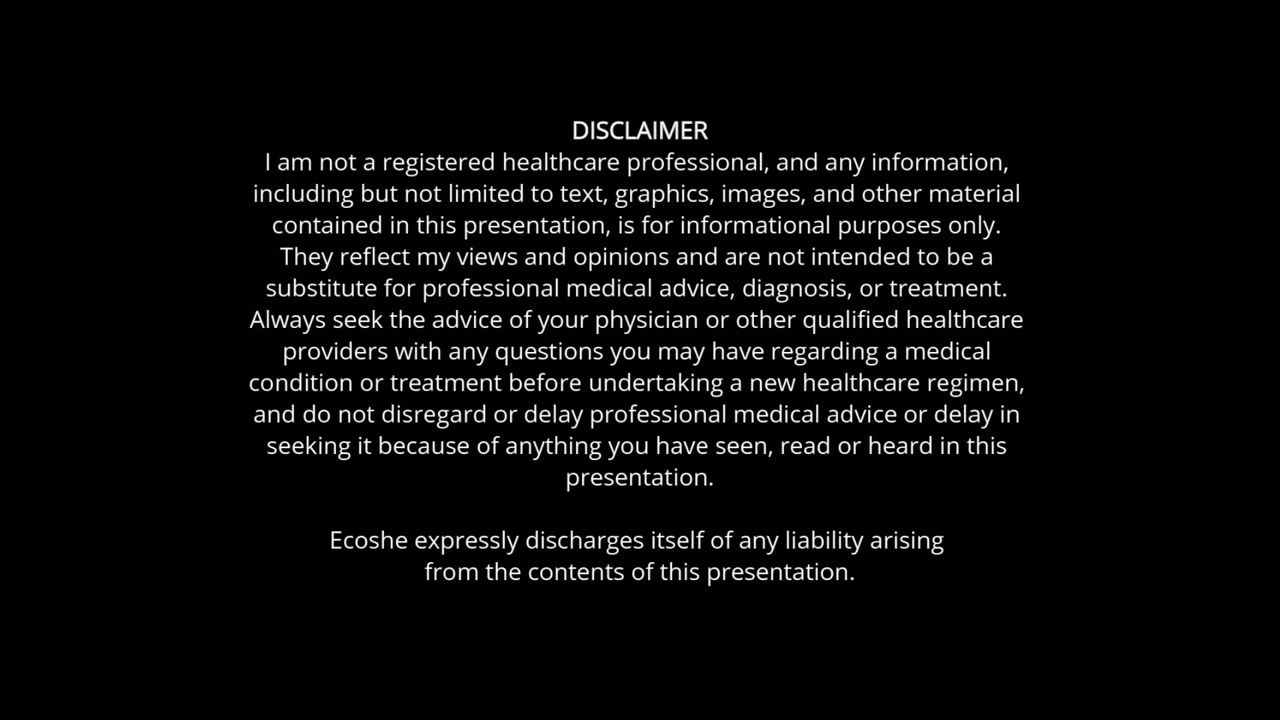 DISCLAIMER
I am not a registered healthcare professional, and any information,
including but not limited to text, graphics, images, and other material
contained in this presentation, is for informational purposes only.
They reflect my views and opinions and are not intended to be a
substitute for professional medical advice, diagnosis, or treatment.
Always seek the advice of your physician or other qualified healthcare
providers with any questions you may have regarding a medical
condition or treatment before undertaking a new healthcare regimen,
and do not disregard or delay professional medical advice or delay in
seeking it because of anything you have seen, read or heard in this
presentation.
Ecoshe expressly discharges itself of any liability arising
from the contents of this presentation.